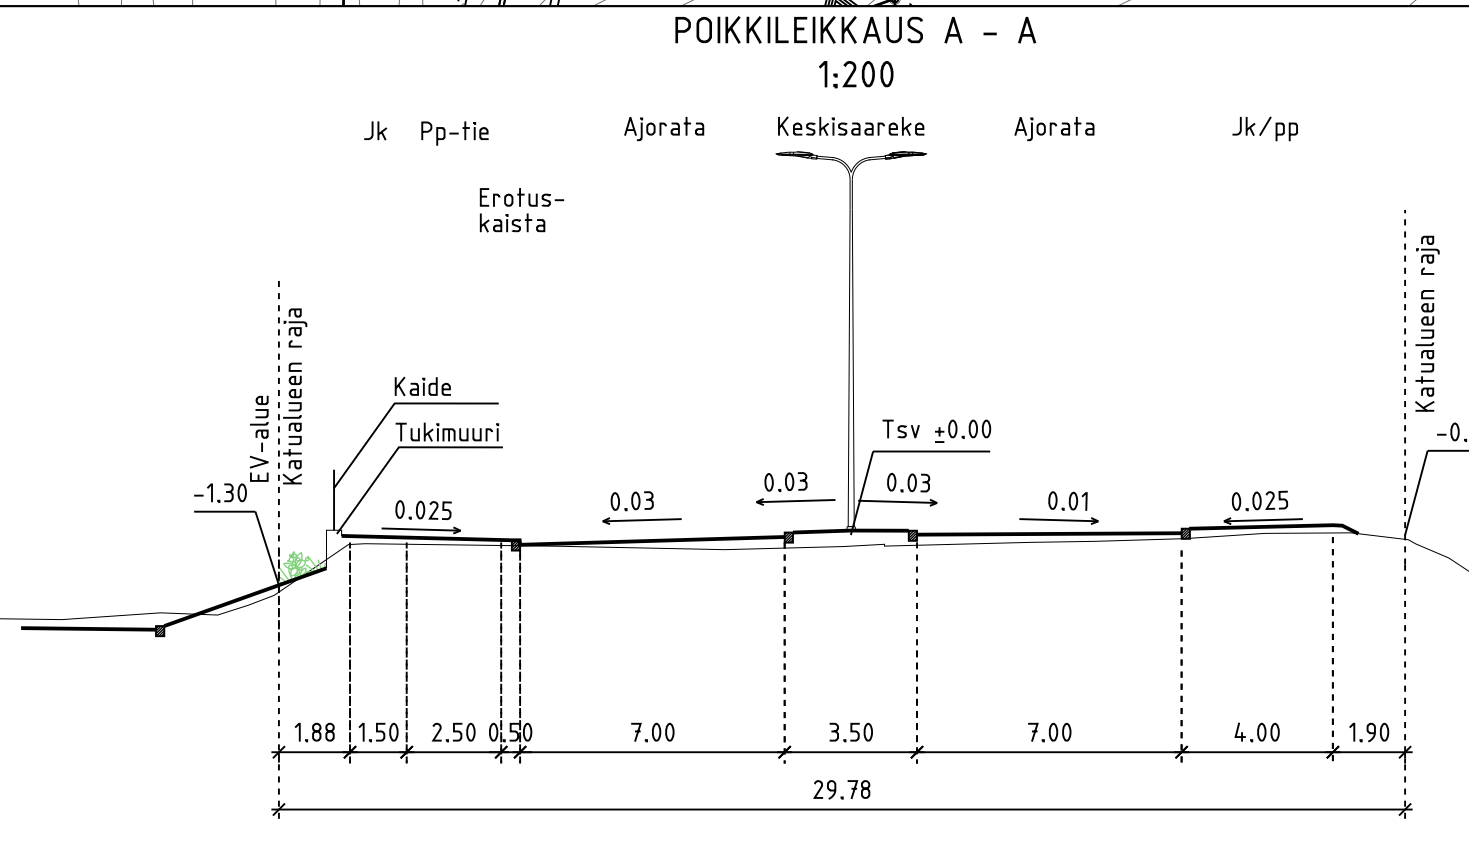 POIKKILEIKKAUS A - A
1:200
Jk Pp-tie Ajorata Keskisaareke Ajorata Jk/pp
Erotus-
kaista
Katualueen raja
EV-alue
Katualueen raja
Kaide
Tukimuuri
Tsv ±0.00
-0.
-1.30
0.025 0.03 0.03 0.03 0.01 0.025
1.88 1.50 2.50 0.50 7.00 3.50 7.00 4.00 1.90
29.78